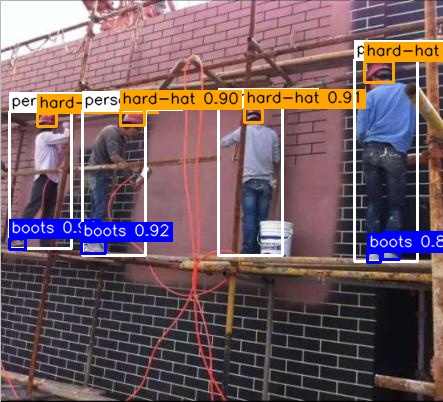 p
hard-hat
per
hard-
pers
hard-hat 0.90
hard-hat 0.91
boots 0.9
boots 0.92
boots 0.8